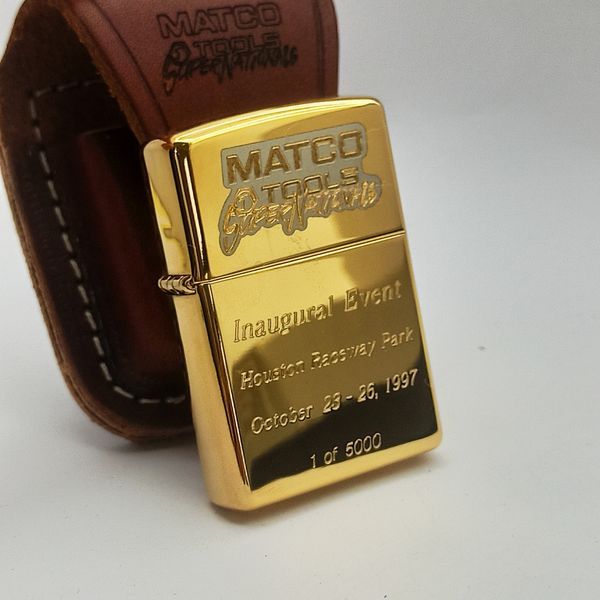 MATCO
TOOLS
SuperNationals
MATCO
TOOLS
SuperNationals
Inaugural Event
Houston Raceway Park
October 23 - 26, 1997
1 of 5000